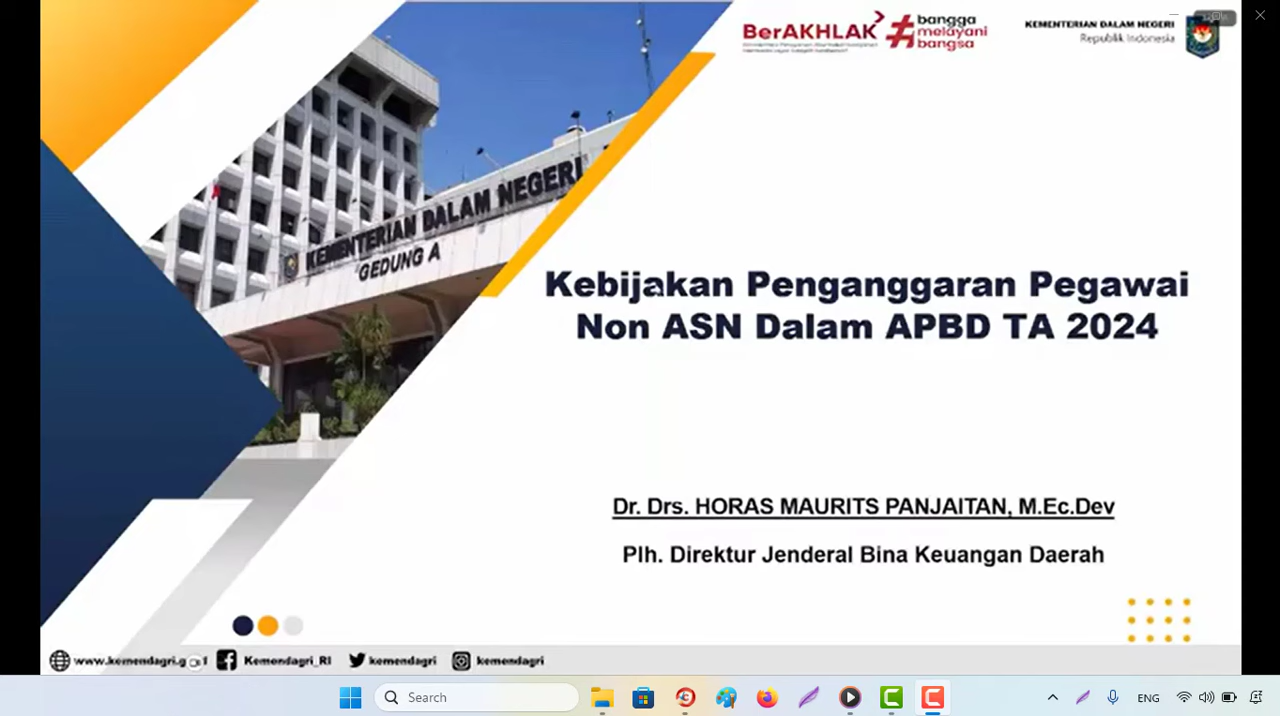 BerAKHLAK
# bangga
melayani
bangsa
KEMENTERIAN DALAM NEGERI
Republik Indonesia
KEMENTERIAN DALAM NEGERI
GEDUNG A
Kebijakan Penganggaran Pegawai
Non ASN Dalam APBD TA 2024
Dr. Drs. HORAS MAURITS PANJAITAN, M.Ec.Dev
Plh. Direktur Jenderal Bina Keuangan Daerah
Kemendagri_RI
kemendagri
kemendagri
Search
ENG